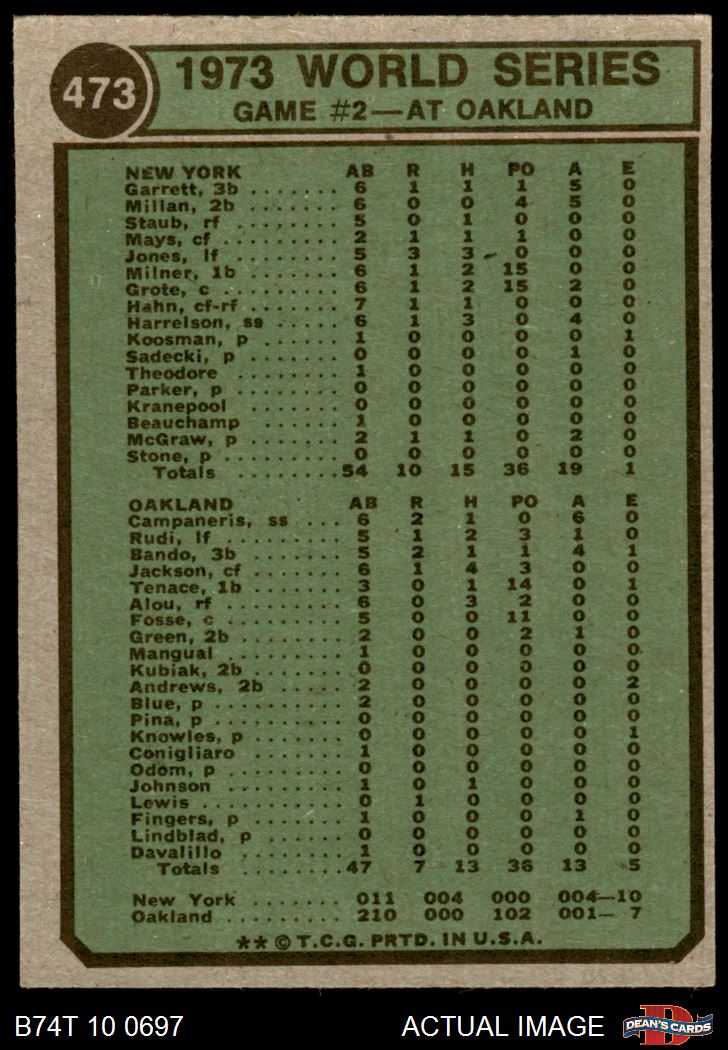 473
1973 WORLD SERIES
GAME #2—AT OAKLAND
NEW YORK AB R H PO A E
Garrett, 3b ....... 6 1 1 1 5 0
Millan, 2b ........ 6 0 0 4 5 0
Staub, rf ........ 5 0 1 0 0 0
Mays, cf ......... 2 1 1 1 0 0
Jones, lf ......... 5 3 3 0 0 0
Milner, 1b ....... 6 1 2 15 0 0
Grote, c ......... 6 1 2 15 2 0
Hahn, cf-rf ....... 7 1 1 0 0 0
Harrelson, ss ..... 6 1 3 0 4 0
Koosman, p ...... 1 0 0 0 0 1
Sadecki, p ....... 0 0 0 0 1 0
Theodore ....... 1 0 0 0 0 0
Parker, p ........ 0 0 0 0 0 0
Kranepool ....... 0 0 0 0 0 0
Beauchamp ...... 1 0 0 0 0 0
McGraw, p ....... 2 1 1 0 2 0
Stone, p ......... 0 0 0 0 0 0
Totals ........ 54 10 15 36 19 1
OAKLAND AB R H PO A E
Campaneris, ss ... 6 2 1 0 6 0
Rudi, lf ......... 5 1 2 3 1 0
Bando, 3b ....... 5 2 1 1 4 1
Jackson, cf ....... 6 1 4 3 0 0
Tenace, 1b ....... 3 0 1 14 0 1
Alou, rf ......... 6 0 3 2 0 0
Fosse, c ......... 5 0 0 11 0 0
Green, 2b ........ 2 0 0 2 1 0
Mangual ........ 1 0 0 0 0 0
Kubiak, 2b ....... 0 0 0 0 0 0
Andrews, 2b ..... 2 0 0 0 0 2
Blue, p .......... 2 0 0 0 0 0
Pina, p .......... 0 0 0 0 0 0
Knowles, p ....... 0 0 0 0 0 1
Conigliaro ....... 1 0 0 0 0 0
Odom, p ......... 0 0 0 0 0 0
Johnson ......... 1 0 1 0 0 0
Lewis ........... 0 1 0 0 0 0
Fingers, p ........ 1 0 0 0 1 0
Lindblad, p ...... 0 0 0 0 0 0
Davalillo ........ 1 0 0 0 0 0
Totals ........ 47 7 13 36 13 5
New York ........ 011 004 000 004—10
Oakland ......... 210 000 102 001— 7
** © T.C.G. PRTD. IN U.S.A.
B74T 10 0697 ACTUAL IMAGE
D
DEAN'S CARDS